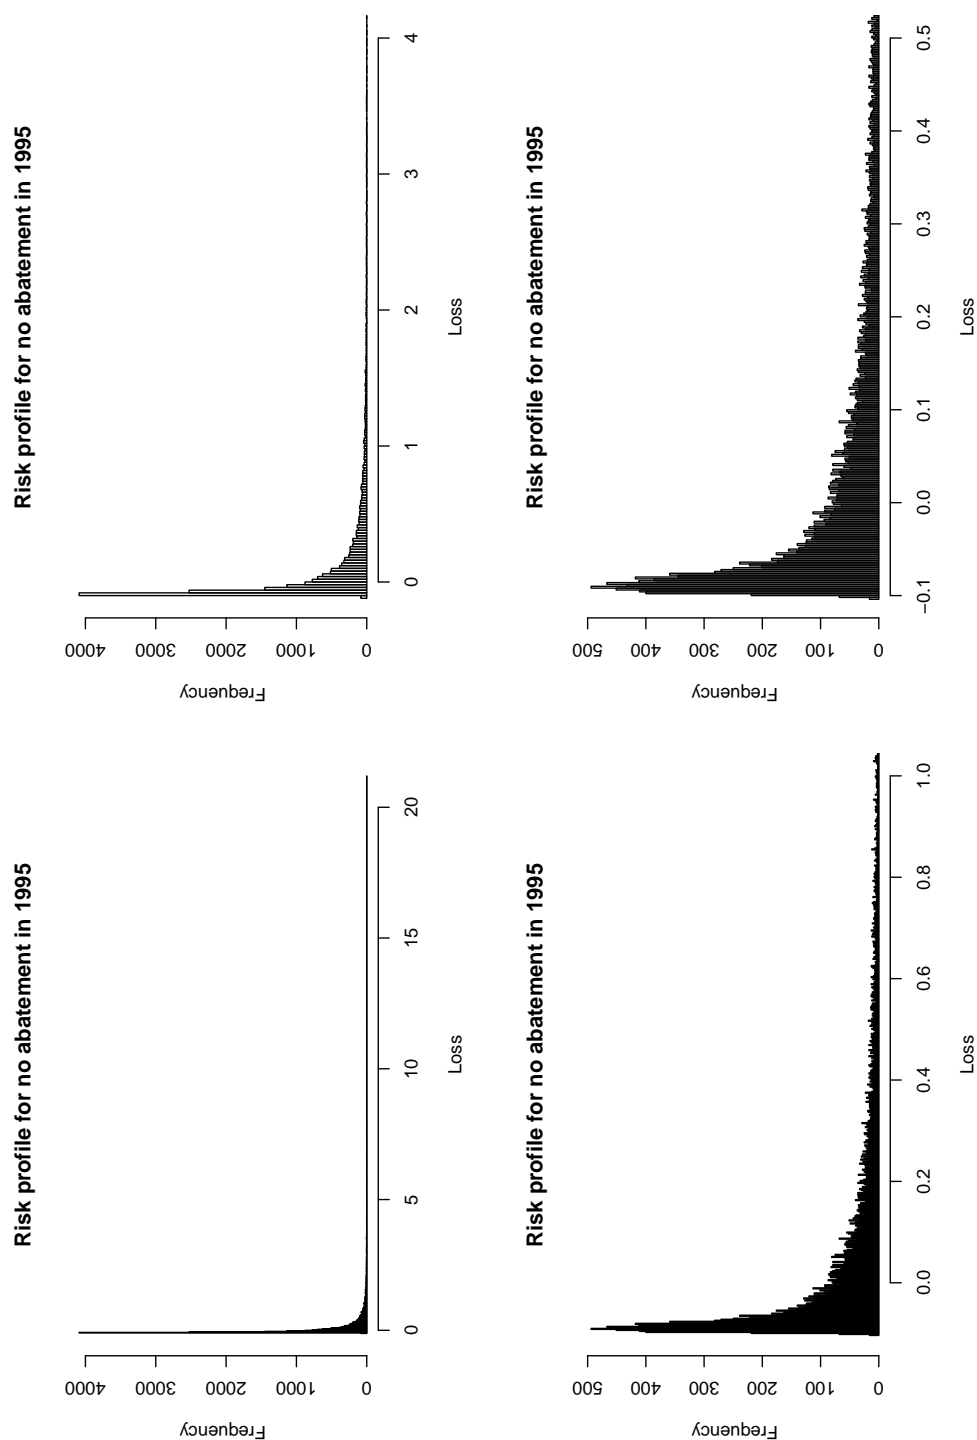 Risk profile for no abatement in 1995
Frequency
0 1000 2000 3000 4000
0 5 10 15 20
Loss
Risk profile for no abatement in 1995
Frequency
0 1000 2000 3000 4000
0 1 2 3 4
Loss
Risk profile for no abatement in 1995
Frequency
0 100 200 300 400 500
0.0 0.2 0.4 0.6 0.8 1.0
Loss
Risk profile for no abatement in 1995
Frequency
0 100 200 300 400 500
−0.1 0.0 0.1 0.2 0.3 0.4 0.5
Loss